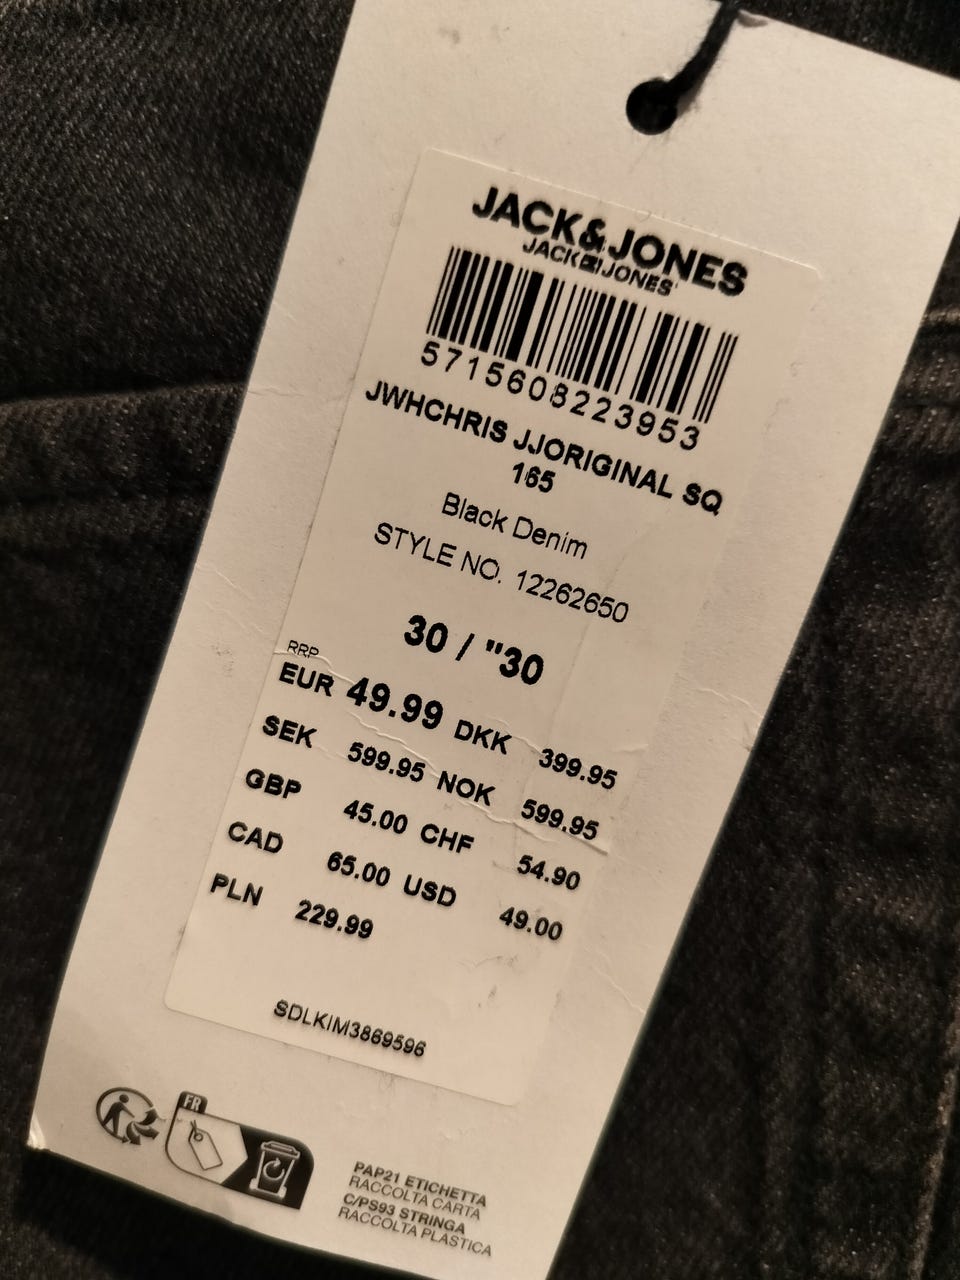 JACK&JONES
JACK & JONES
5715608223953
JWHCHRIS JJORIGINAL SQ
165
Black Denim
STYLE NO. 12262650
30 / "30
RRP
EUR 49.99 DKK 399.95
SEK 599.95 NOK 599.95
GBP 45.00 CHF 54.90
CAD 65.00 USD 49.00
PLN 229.99
SDLKIM3869596
FR
PAP21 ETICHETTA
RACCOLTA CARTA
C/PS93 STRINGA
RACCOLTA PLASTICA